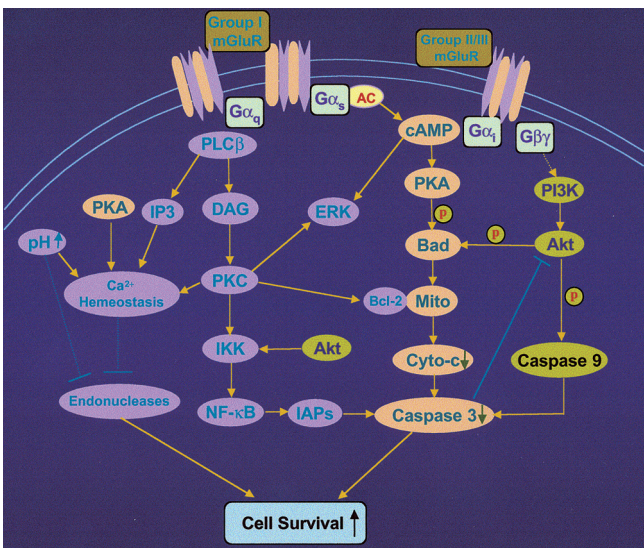 Group I
mGluR
Group II/III
mGluR
Gαq
Gαs
AC
cAMP
Gαi
Gβγ
PLCβ
PKA
PI3K
PKA
IP3
DAG
ERK
p
pH
Bad
p
Akt
Ca2+
Hemeostasis
PKC
Bcl-2
Mito
p
IKK
Akt
Cyto-c
Caspase 9
Endonucleases
NF-κB
IAPs
Caspase 3
Cell Survival